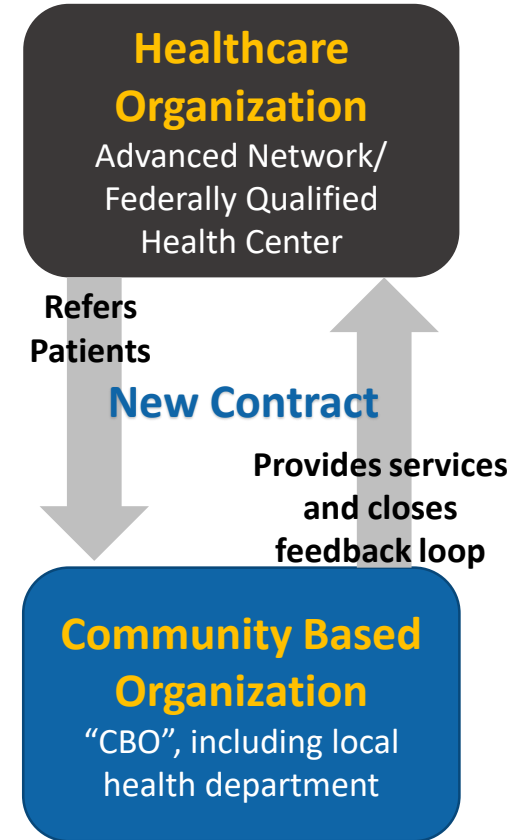 Healthcare
Organization
Advanced Network/
Federally Qualified
Health Center
Refers
Patients
New Contract
Provides services
and closes
feedback loop
Community Based
Organization
“CBO”, including local
health department